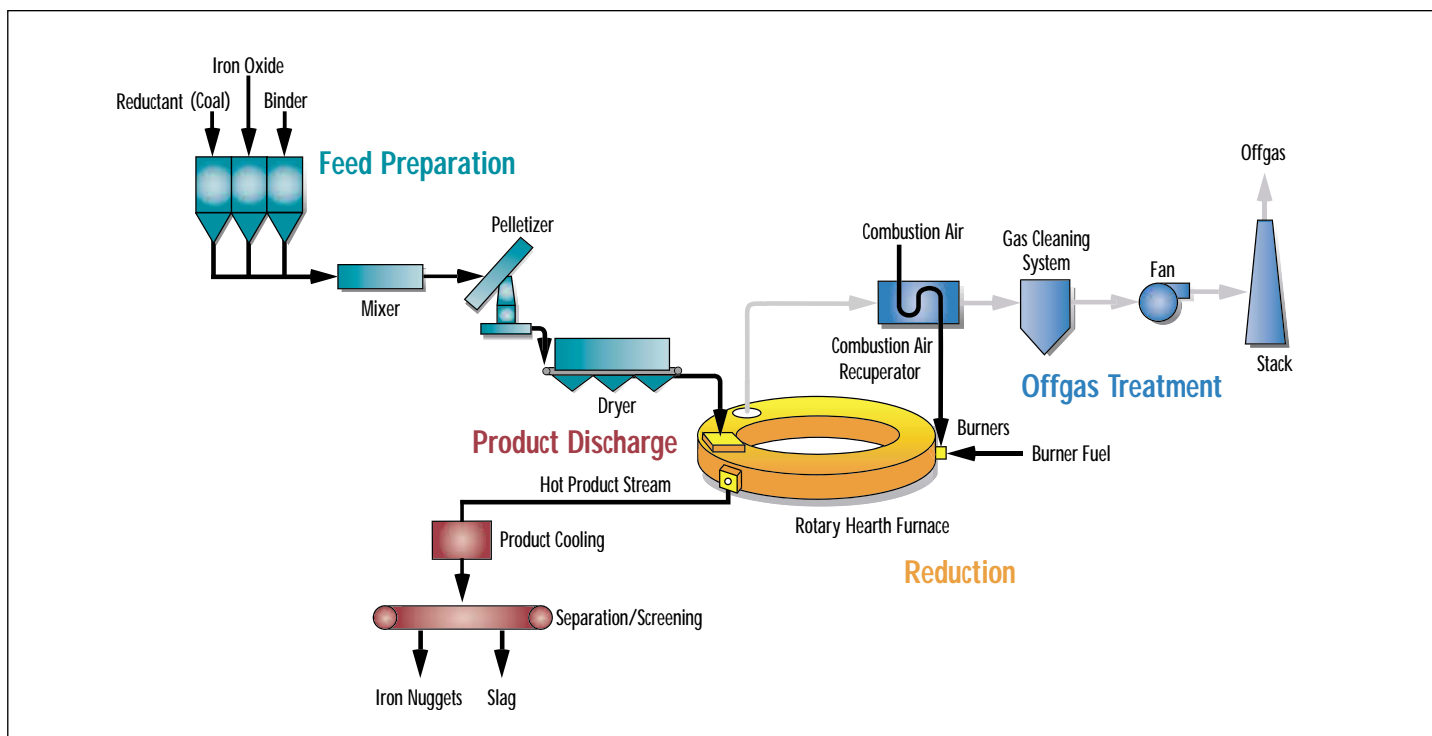 Iron Oxide
Reductant (Coal)
Binder
Feed Preparation
Pelletizer
Mixer
Dryer
Offgas
Combustion Air
Gas Cleaning
System
Fan
Combustion Air
Recuperator
Stack
Offgas Treatment
Product Discharge
Burners
Burner Fuel
Hot Product Stream
Rotary Hearth Furnace
Product Cooling
Reduction
Separation/Screening
Iron Nuggets
Slag